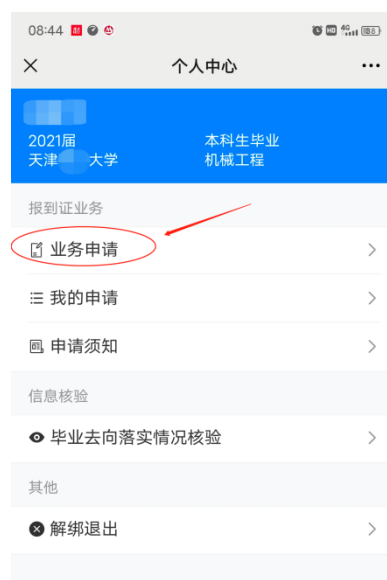 08:44
个人中心
2021届 本科生毕业
天津 大学 机械工程
报到证业务
业务申请
我的申请
申请须知
信息核验
毕业去向落实情况核验
其他
解绑退出